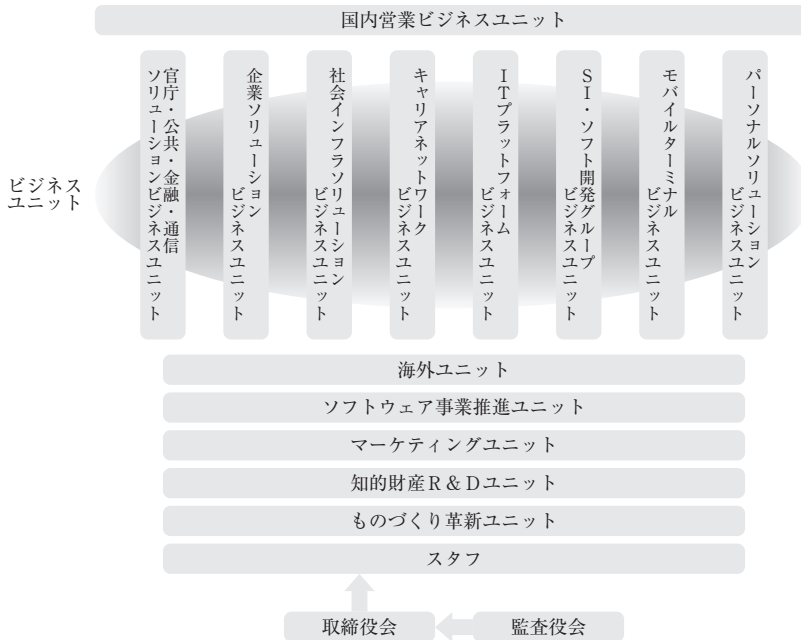 国内営業ビジネスユニット
官庁・公共・金融・通信
ソリューションビジネスユニット
企業ソリューション
ビジネスユニット
社会インフラソリューション
ビジネスユニット
キャリアネットワーク
ビジネスユニット
ITプラットフォーム
ビジネスユニット
SI・ソフト開発グループ
ビジネスユニット
モバイルターミナル
ビジネスユニット
パーソナルソリューション
ビジネスユニット
ビジネス
ユニット
海外ユニット
ソフトウェア事業推進ユニット
マーケティングユニット
知的財産R&Dユニット
ものづくり革新ユニット
スタフ
取締役会
監査役会